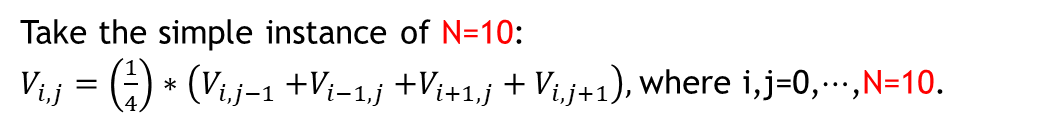 Take the simple instance of N=10:
V_{i,j} = (1/4) * (V_{i,j−1} +V_{i−1,j} +V_{i+1,j} + V_{i,j+1}), where i,j=0,⋯,N=10.